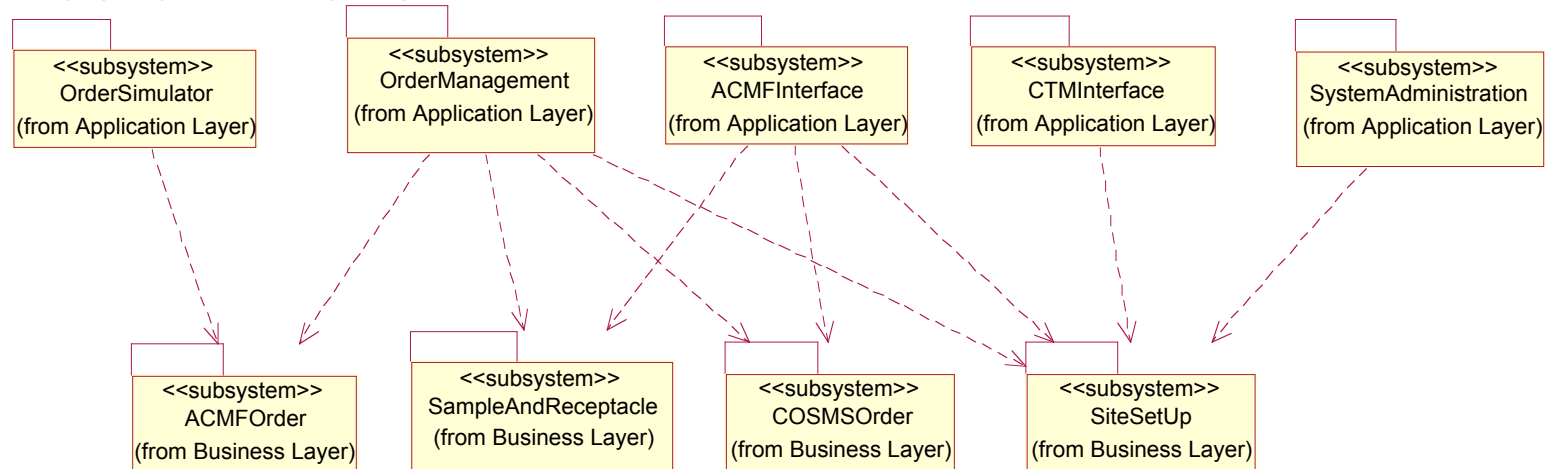 <<subsystem>>
OrderSimulator
(from Application Layer)
<<subsystem>>
OrderManagement
(from Application Layer)
<<subsystem>>
ACMFInterface
(from Application Layer)
<<subsystem>>
CTMInterface
(from Application Layer)
<<subsystem>>
SystemAdministration
(from Application Layer)
<<subsystem>>
ACMFOrder
(from Business Layer)
<<subsystem>>
SampleAndReceptacle
(from Business Layer)
<<subsystem>>
COSMSOrder
(from Business Layer)
<<subsystem>>
SiteSetUp
(from Business Layer)